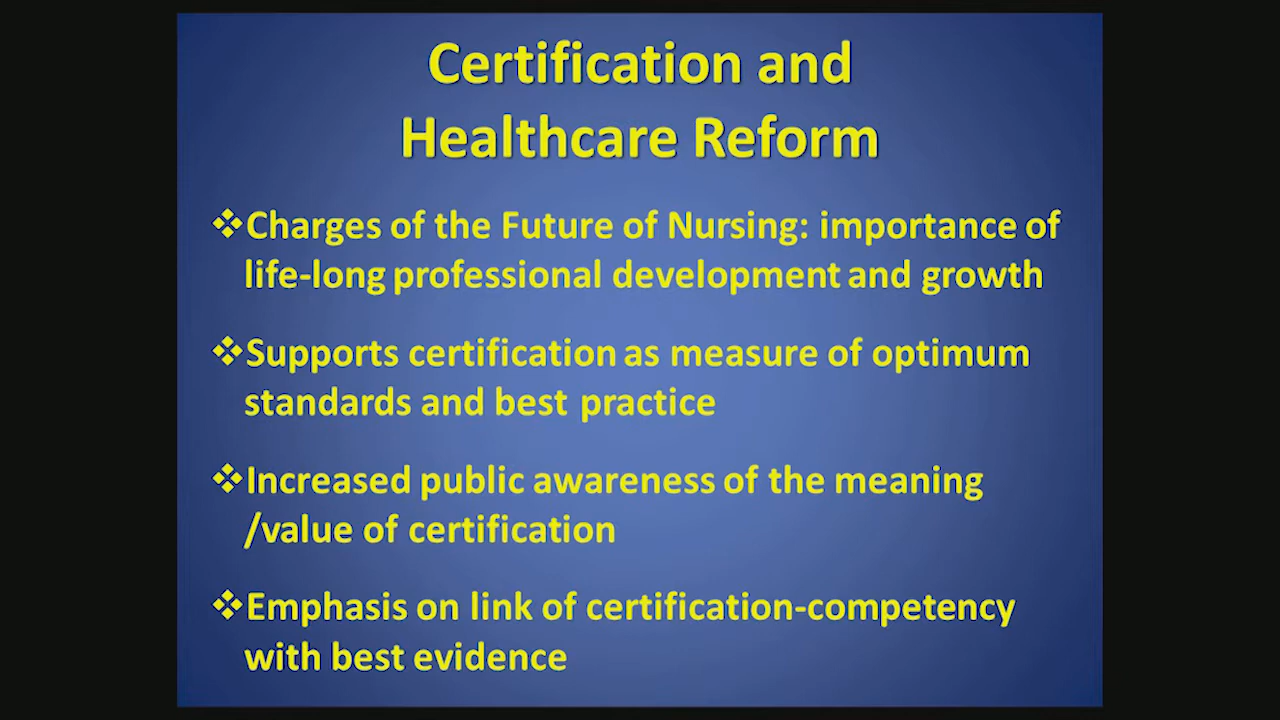 Certification and
Healthcare Reform
❖Charges of the Future of Nursing: importance of
life-long professional development and growth
❖Supports certification as measure of optimum
standards and best practice
❖Increased public awareness of the meaning
/value of certification
❖Emphasis on link of certification-competency
with best evidence